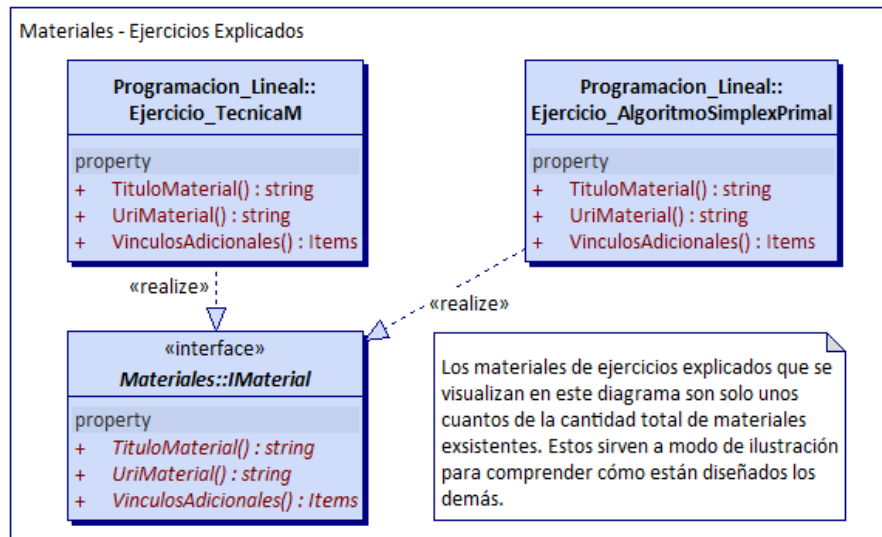 Materiales - Ejercicios Explicados
Programacion_Lineal::
Ejercicio_TecnicaM
property
+ TituloMaterial() : string
+ UriMaterial() : string
+ VinculosAdicionales() : Items
Programacion_Lineal::
Ejercicio_AlgoritmoSimplexPrimal
property
+ TituloMaterial() : string
+ UriMaterial() : string
+ VinculosAdicionales() : Items
«realize»
«realize»
«interface»
Materiales::IMaterial
property
+ TituloMaterial() : string
+ UriMaterial() : string
+ VinculosAdicionales() : Items
Los materiales de ejercicios explicados que se
visualizan en este diagrama son solo unos
cuantos de la cantidad total de materiales
exsistentes. Estos sirven a modo de ilustración
para comprender cómo están diseñados los
demás.